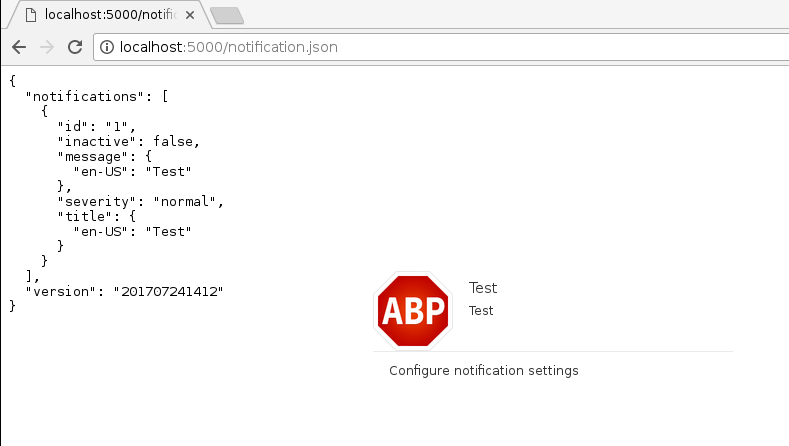 localhost:5000/notific
localhost:5000/notification.json
{
  "notifications": [
    {
      "id": "1",
      "inactive": false,
      "message": {
        "en-US": "Test"
      },
      "severity": "normal",
      "title": {
        "en-US": "Test"
      }
    }
  ],
  "version": "201707241412"
}
ABP
Test
Test
Configure notification settings